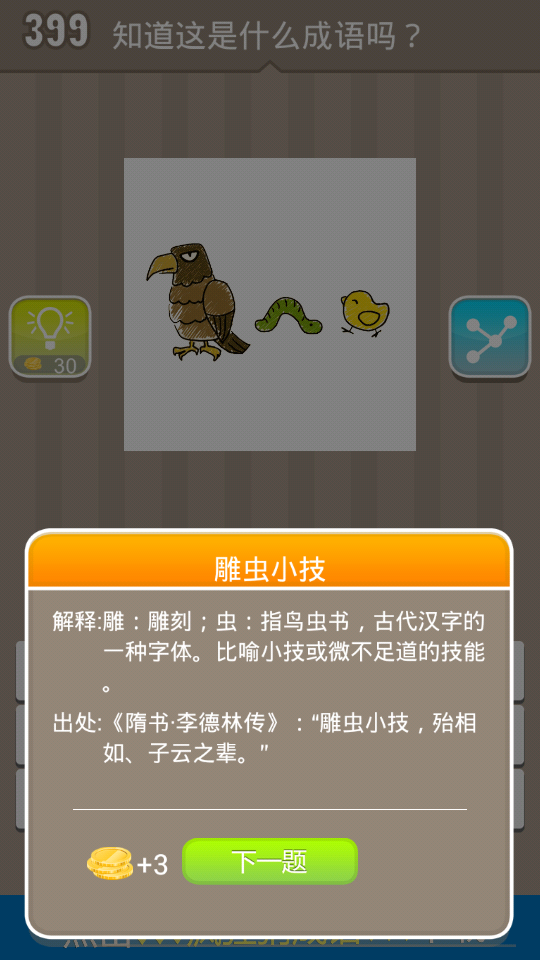 399 知道这是什么成语吗？
30
雕虫小技
解释:雕：雕刻；虫：指鸟虫书，古代汉字的
一种字体。比喻小技或微不足道的技能
。
出处:《隋书·李德林传》：“雕虫小技，殆相
如、子云之辈。”
+3 下一题